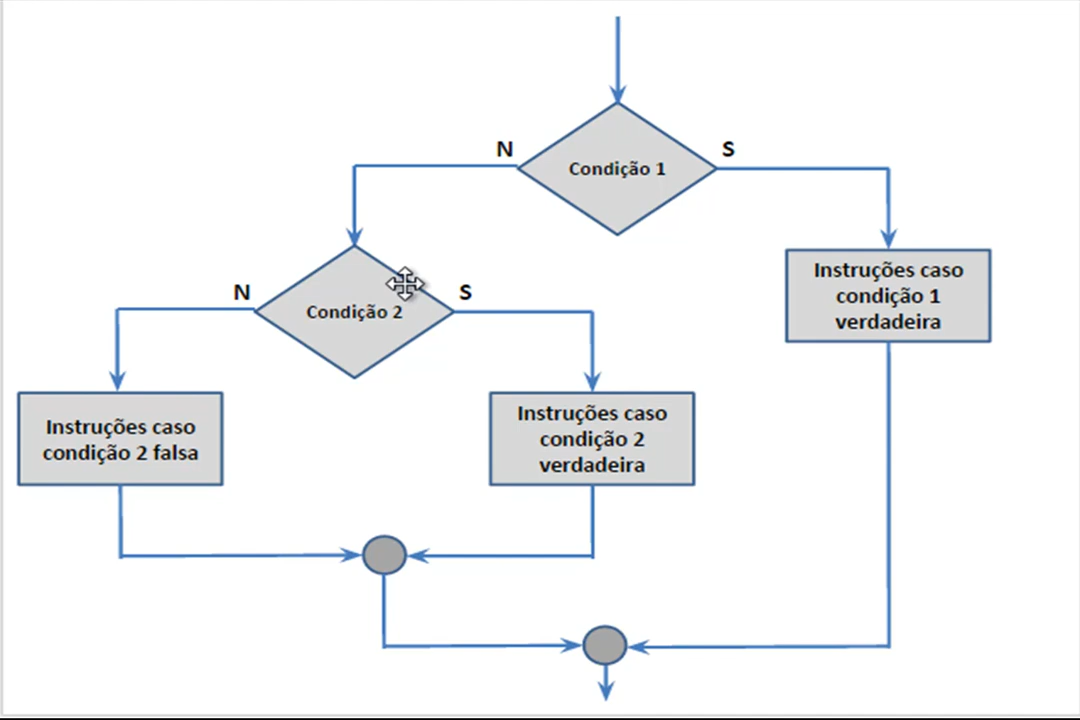 N
S
Condição 1
N
S
Condição 2
Instruções caso
condição 1
verdadeira
Instruções caso
condição 2 falsa
Instruções caso
condição 2
verdadeira